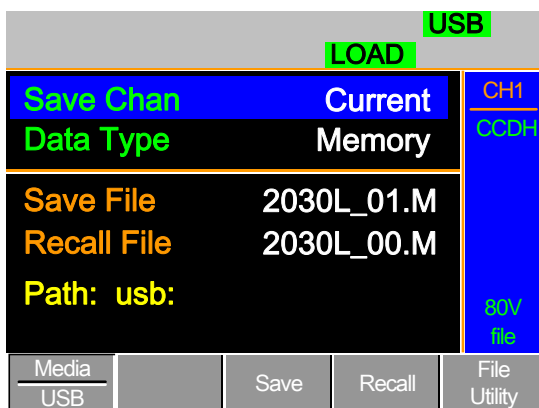 USB
LOAD
Save Chan Current
Data Type Memory
Save File 2030L_01.M
Recall File 2030L_00.M
Path: usb:
CH1
CCDH
80V
file
Media
USB
Save
Recall
File
Utility